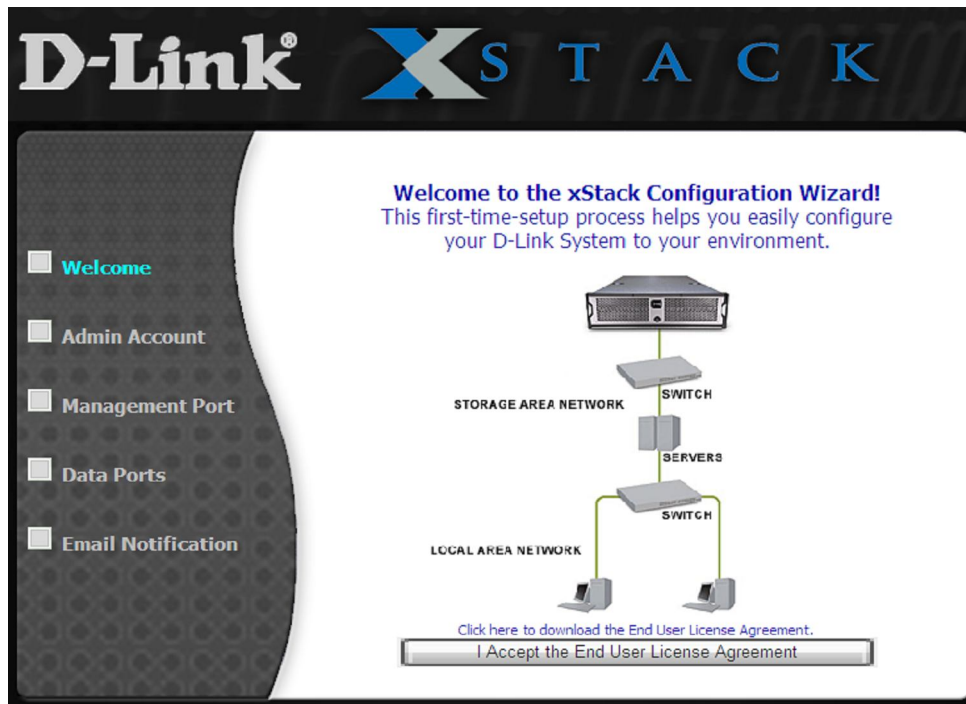 D-Link® XSTACK
Welcome to the xStack Configuration Wizard!
This first-time-setup process helps you easily configure
your D-Link System to your environment.
Welcome
Admin Account
Management Port
Data Ports
Email Notification
SWITCH
STORAGE AREA NETWORK
SERVERS
SWITCH
LOCAL AREA NETWORK
Click here to download the End User License Agreement.
I Accept the End User License Agreement